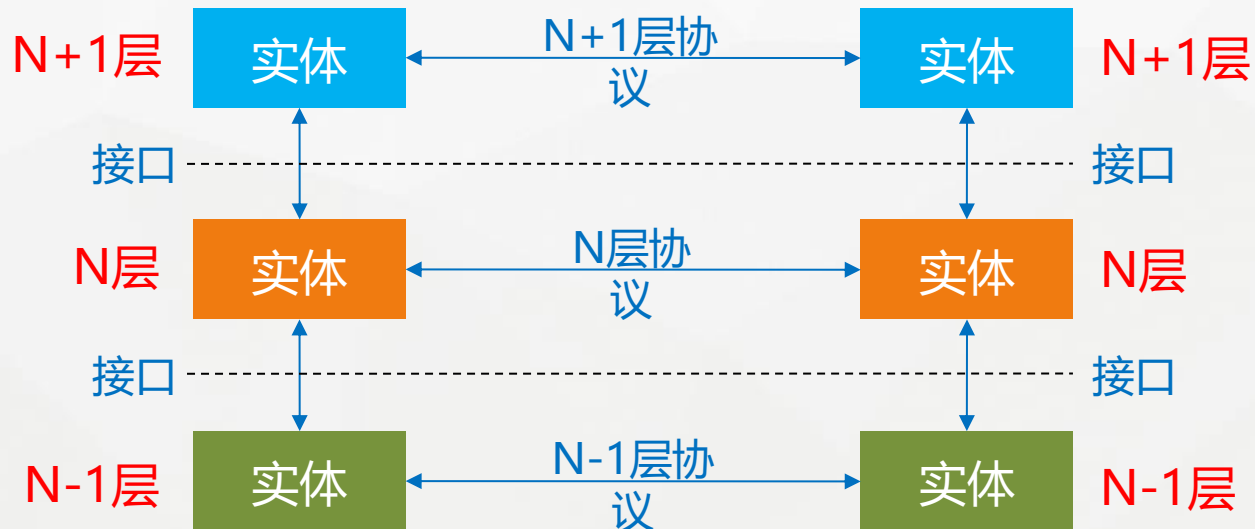 N+1层 实体 N+1层协 实体 N+1层
议
接口 接口
N层 实体 N层协 实体 N层
议
接口 接口
N-1层 实体 N-1层协 实体 N-1层
议